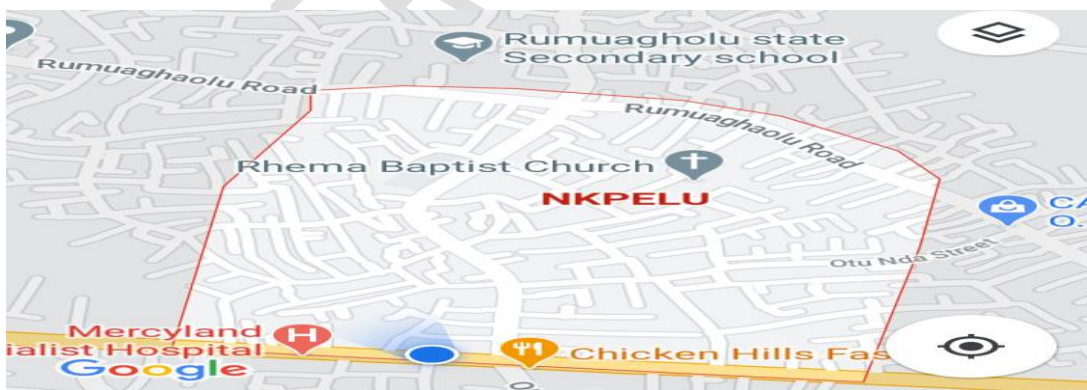 Rumuagholu state
Secondary school
Rumuaghaolu Road
Rumuaghaolu Road
Rhema Baptist Church
NKPELU
CA
O.
Otu Nda Street
Mercyland
ialist Hospital
Chicken Hills Fas
Google